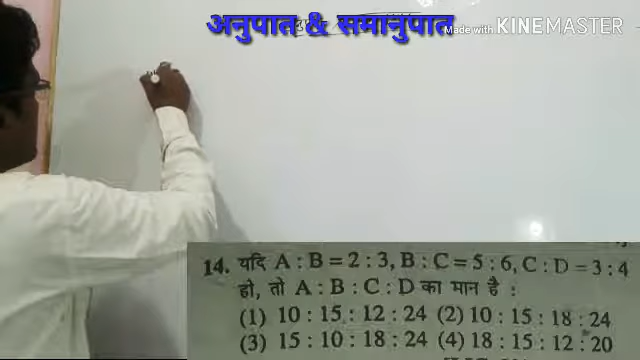 अनुपात & समानुपात
Made with KINEMASTER
14. यदि A : B = 2 : 3, B : C = 5 : 6, C : D = 3 : 4
हो, तो A : B : C : D का मान है :
(1) 10 : 15 : 12 : 24 (2) 10 : 15 : 18 : 24
(3) 15 : 10 : 18 : 24 (4) 18 : 15 : 12 : 20